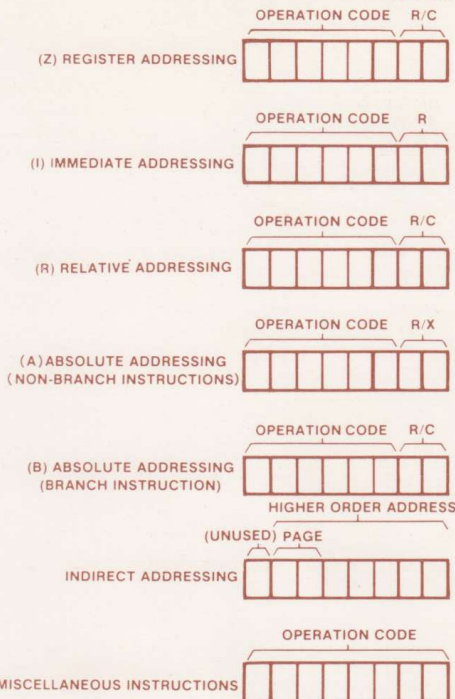 OPERATION CODE R/C
(Z) REGISTER ADDRESSING
OPERATION CODE R
(I) IMMEDIATE ADDRESSING
OPERATION CODE R/C
(R) RELATIVE ADDRESSING
OPERATION CODE R/X
(A) ABSOLUTE ADDRESSING
(NON-BRANCH INSTRUCTIONS)
OPERATION CODE R/C
(B) ABSOLUTE ADDRESSING
(BRANCH INSTRUCTION)
HIGHER ORDER ADDRESS
(UNUSED) PAGE
INDIRECT ADDRESSING
OPERATION CODE
MISCELLANEOUS INSTRUCTIONS